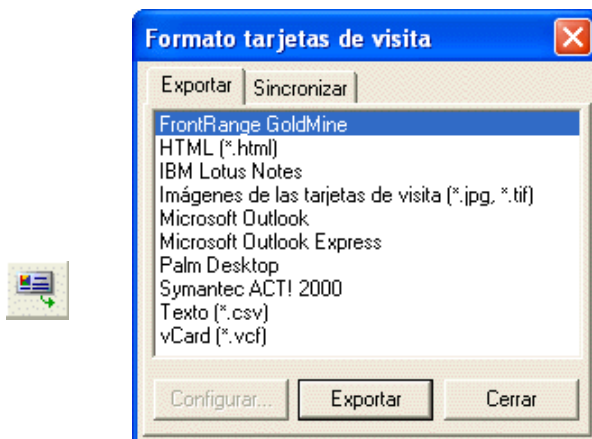 Formato tarjetas de visita
Exportar Sincronizar
FrontRange GoldMine
HTML (*.html)
IBM Lotus Notes
Imágenes de las tarjetas de visita (*.jpg, *.tif)
Microsoft Outlook
Microsoft Outlook Express
Palm Desktop
Symantec ACT! 2000
Texto (*.csv)
vCard (*.vcf)
Configurar... Exportar Cerrar